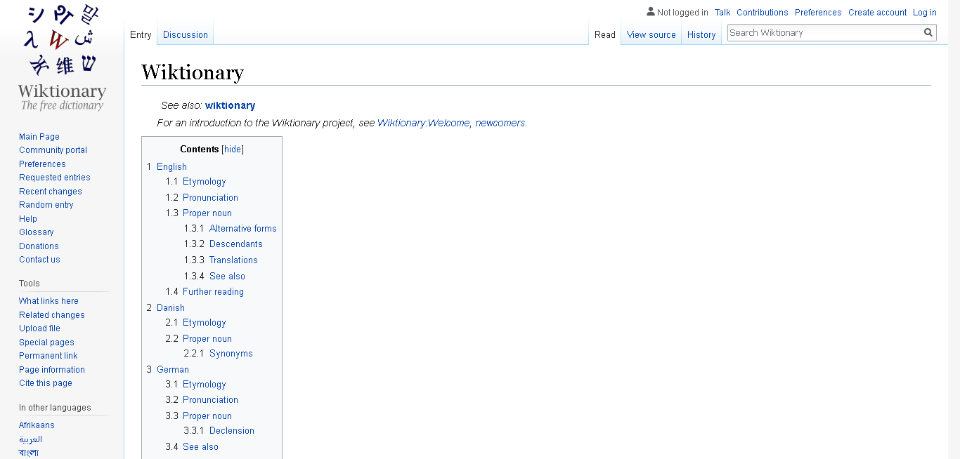 Not logged in Talk Contributions Preferences Create account Log in
Entry Discussion Read View source History Search Wiktionary
シ 말
λ W ش
維 ש
Wiktionary
The free dictionary
Main Page
Community portal
Preferences
Requested entries
Recent changes
Random entry
Help
Glossary
Donations
Contact us
Tools
What links here
Related changes
Upload file
Special pages
Permanent link
Page information
Cite this page
In other languages
Afrikaans
العربية
বাংলা
Wiktionary
See also: wiktionary
For an introduction to the Wiktionary project, see Wiktionary:Welcome, newcomers.
Contents [hide]
1 English
1.1 Etymology
1.2 Pronunciation
1.3 Proper noun
1.3.1 Alternative forms
1.3.2 Descendants
1.3.3 Translations
1.3.4 See also
1.4 Further reading
2 Danish
2.1 Etymology
2.2 Proper noun
2.2.1 Synonyms
3 German
3.1 Etymology
3.2 Pronunciation
3.3 Proper noun
3.3.1 Declension
3.4 See also